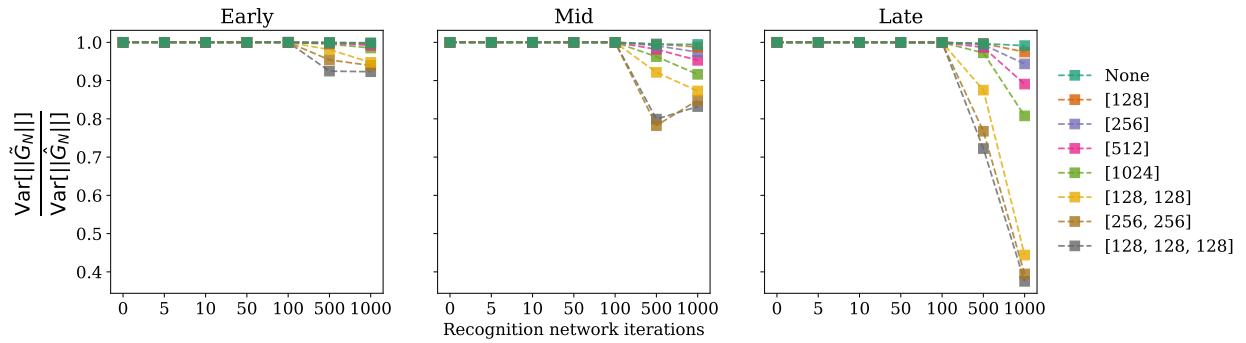 Early
Mid
Late
Var[||G̃_N||]
Var[||Ĝ_N||]
1.0
0.9
0.8
0.7
0.6
0.5
0.4
0 5 10 50 100 500 1000
0 5 10 50 100 500 1000
0 5 10 50 100 500 1000
Recognition network iterations
None
[128]
[256]
[512]
[1024]
[128, 128]
[256, 256]
[128, 128, 128]